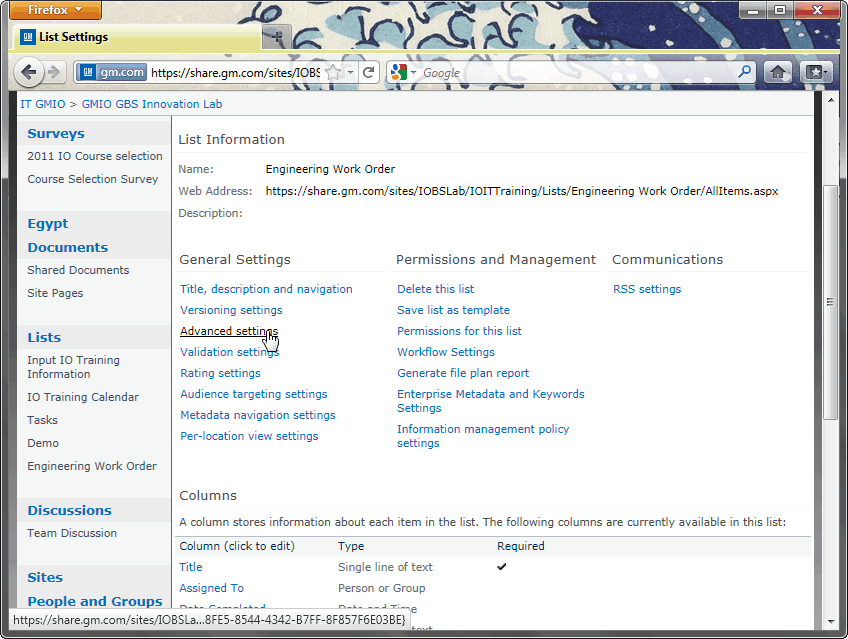 Firefox
List Settings
gm.com https://share.gm.com/sites/IOBS Google
IT GMIO > GMIO GBS Innovation Lab
Surveys
2011 IO Course selection
Course Selection Survey
Egypt
Documents
Shared Documents
Site Pages
Lists
Input IO Training
Information
IO Training Calendar
Tasks
Demo
Engineering Work Order
Discussions
Team Discussion
Sites
People and Groups
List Information
Name: Engineering Work Order
Web Address: https://share.gm.com/sites/IOBSLab/IOITTraining/Lists/Engineering Work Order/AllItems.aspx
Description:
General Settings
Title, description and navigation
Versioning settings
Advanced settings
Validation settings
Rating settings
Audience targeting settings
Metadata navigation settings
Per-location view settings
Permissions and Management
Delete this list
Save list as template
Permissions for this list
Workflow Settings
Generate file plan report
Enterprise Metadata and Keywords
Settings
Information management policy
settings
Communications
RSS settings
Columns
A column stores information about each item in the list. The following columns are currently available in this list:
Column (click to edit) Type Required
Title Single line of text
Assigned To Person or Group
Date Completed Date and Time
text
https://share.gm.com/sites/IOBSLa...8FE5-8544-4342-B7FF-8F857F6E03BE}